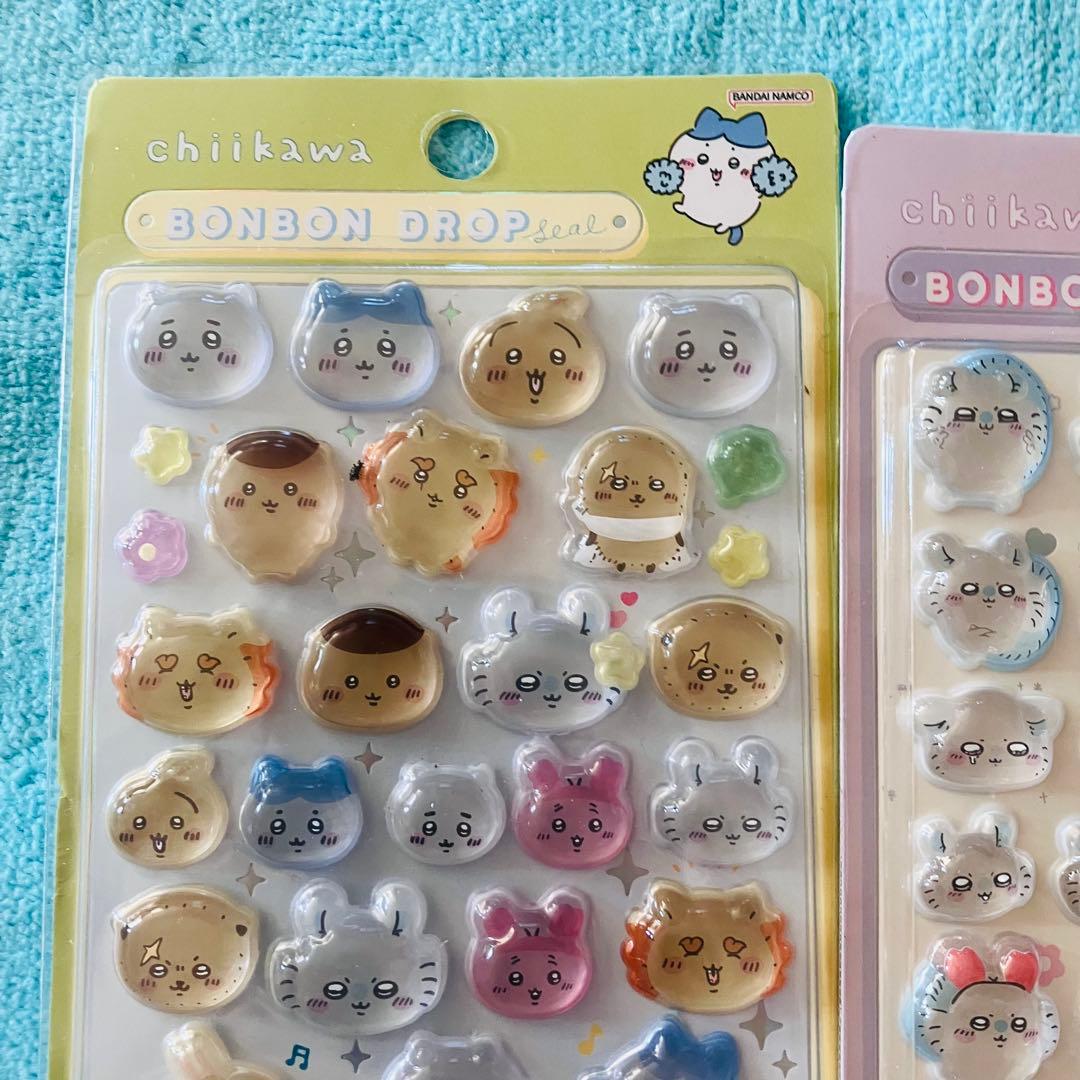 BANDAI NAMCO
chiikawa
BONBON DROP seal
chiikaw
BONBO